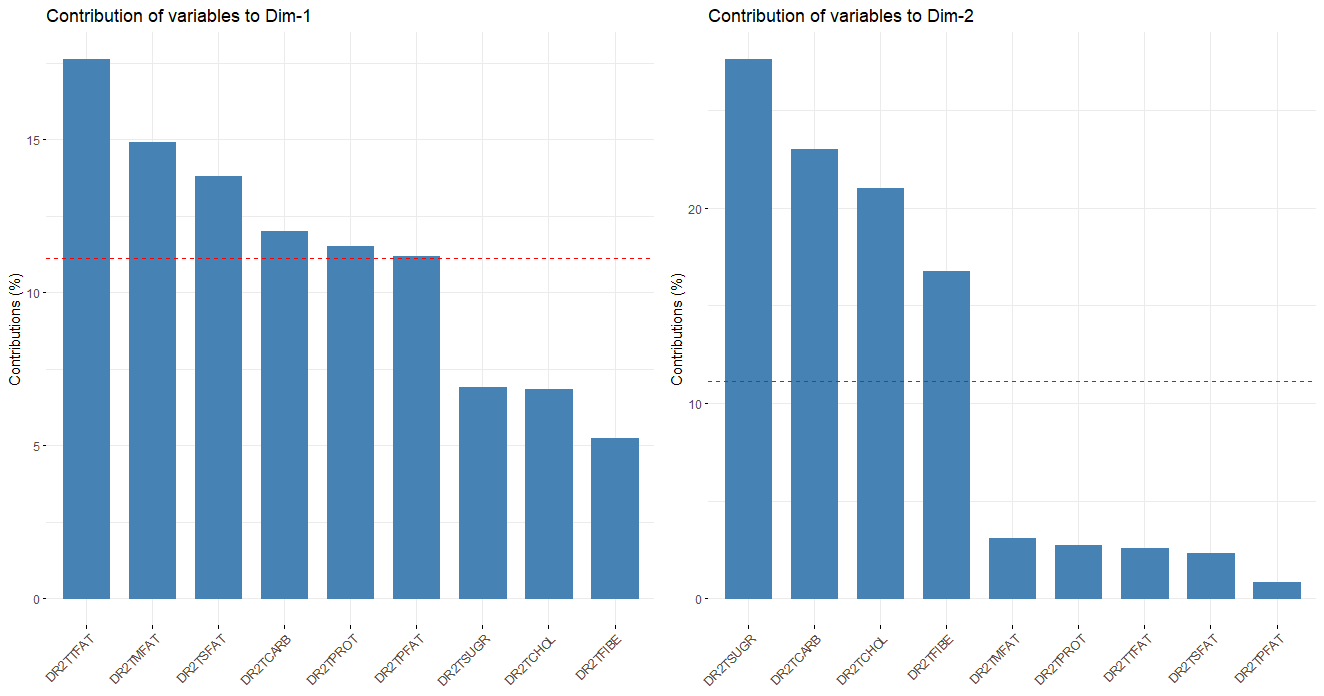 Contribution of variables to Dim-1
Contributions (%)
15
10
5
0
DR2TTFAT
DR2TMFAT
DR2TSFAT
DR2TCARB
DR2TPROT
DR2TPFAT
DR2TSUGR
DR2TCHOL
DR2TFIBE
Contribution of variables to Dim-2
Contributions (%)
20
10
0
DR2TSUGR
DR2TCARB
DR2TCHOL
DR2TFIBE
DR2TMFAT
DR2TPROT
DR2TTFAT
DR2TSFAT
DR2TPFAT